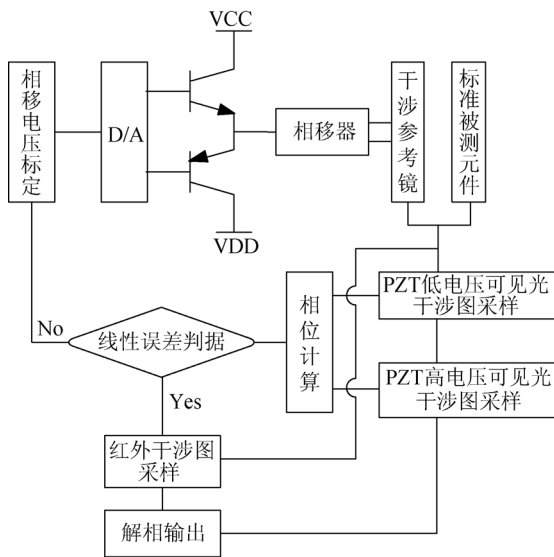 VCC
相移电压标定
D/A
相移器
干涉参考镜
标准被测元件
VDD
PZT低电压可见光
干涉图采样
相位计算
No
线性误差判据
PZT高电压可见光
干涉图采样
Yes
红外干涉图
采样
解相输出